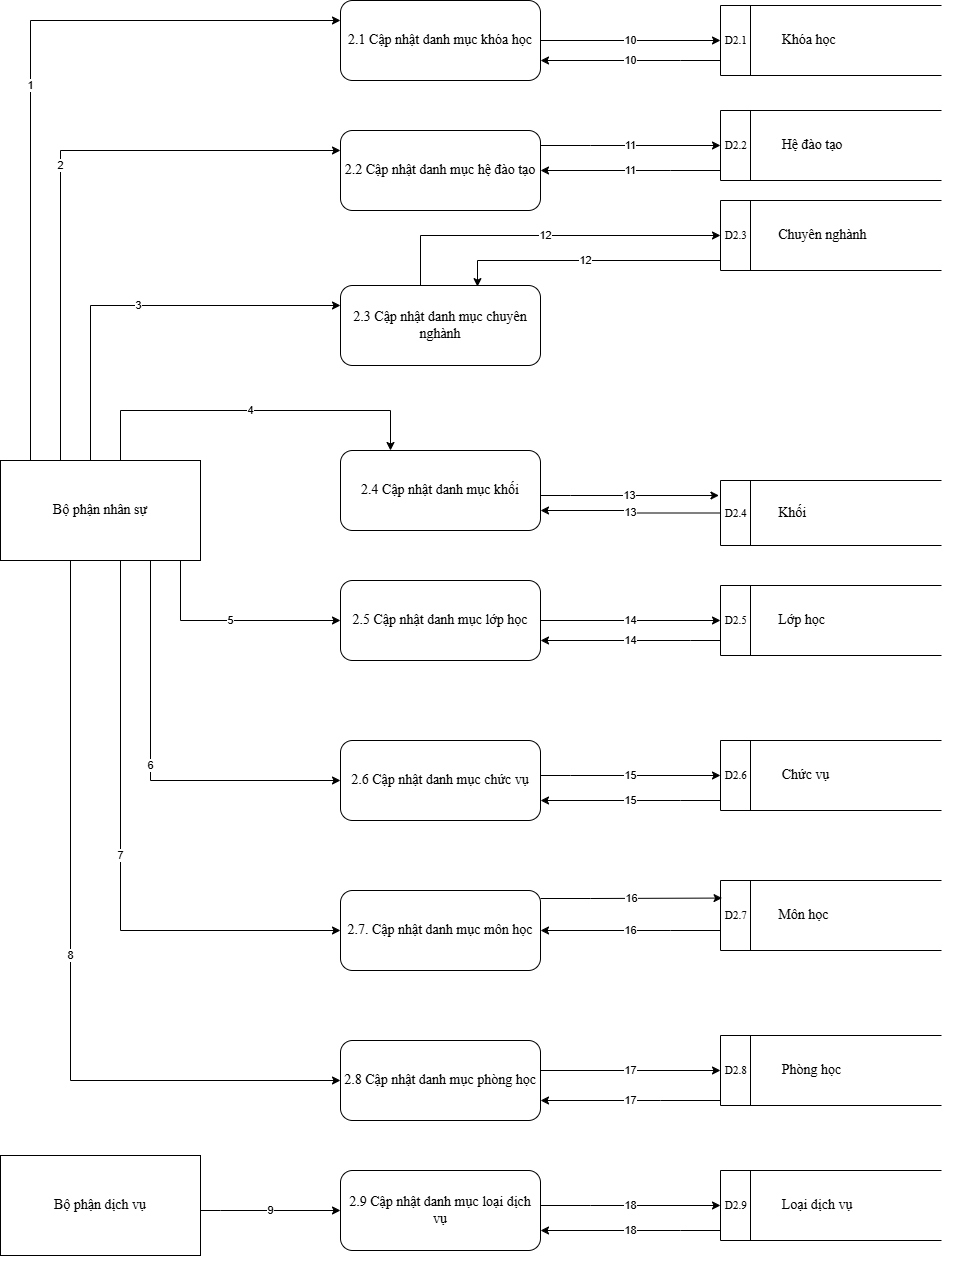 2.1 Cập nhật danh mục khóa học
10
10
D2.1
Khóa học
1
2
2.2 Cập nhật danh mục hệ đào tạo
11
11
D2.2
Hệ đào tạo
12
12
D2.3
Chuyên nghành
3
2.3 Cập nhật danh mục chuyên
nghành
4
2.4 Cập nhật danh mục khối
13
13
D2.4
Khối
Bộ phận nhân sự
5
2.5 Cập nhật danh mục lớp học
14
14
D2.5
Lớp học
6
2.6 Cập nhật danh mục chức vụ
15
15
D2.6
Chức vụ
7
2.7. Cập nhật danh mục môn học
16
16
D2.7
Môn học
8
2.8 Cập nhật danh mục phòng học
17
17
D2.8
Phòng học
Bộ phận dịch vụ
9
2.9 Cập nhật danh mục loại dịch
vụ
18
18
D2.9
Loại dịch vụ